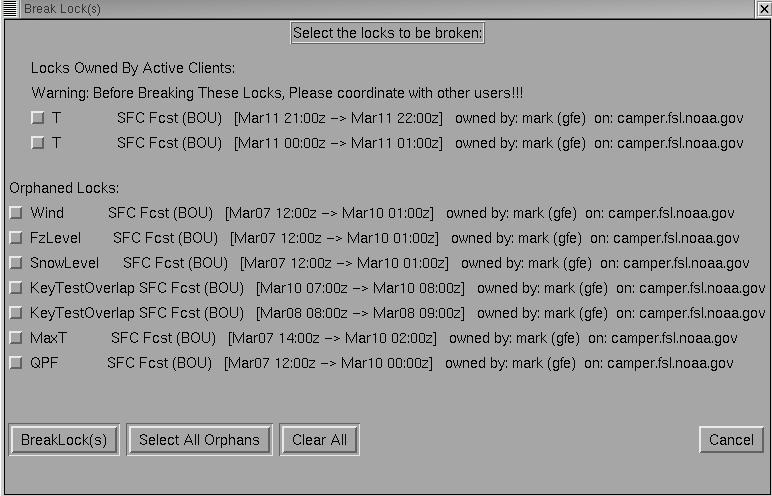 Break Lock(s)
Select the locks to be broken:
Locks Owned By Active Clients:
Warning: Before Breaking These Locks, Please coordinate with other users!!!
T SFC Fcst (BOU) [Mar11 21:00z -> Mar11 22:00z] owned by: mark (gfe) on: camper.fsl.noaa.gov
T SFC Fcst (BOU) [Mar11 00:00z -> Mar11 01:00z] owned by: mark (gfe) on: camper.fsl.noaa.gov
Orphaned Locks:
Wind SFC Fcst (BOU) [Mar07 12:00z -> Mar10 01:00z] owned by: mark (gfe) on: camper.fsl.noaa.gov
FzLevel SFC Fcst (BOU) [Mar07 12:00z -> Mar10 01:00z] owned by: mark (gfe) on: camper.fsl.noaa.gov
SnowLevel SFC Fcst (BOU) [Mar07 12:00z -> Mar10 01:00z] owned by: mark (gfe) on: camper.fsl.noaa.gov
KeyTestOverlap SFC Fcst (BOU) [Mar10 07:00z -> Mar10 08:00z] owned by: mark (gfe) on: camper.fsl.noaa.gov
KeyTestOverlap SFC Fcst (BOU) [Mar08 08:00z -> Mar08 09:00z] owned by: mark (gfe) on: camper.fsl.noaa.gov
MaxT SFC Fcst (BOU) [Mar07 14:00z -> Mar10 02:00z] owned by: mark (gfe) on: camper.fsl.noaa.gov
QPF SFC Fcst (BOU) [Mar07 12:00z -> Mar10 00:00z] owned by: mark (gfe) on: camper.fsl.noaa.gov
BreakLock(s) Select All Orphans Clear All Cancel